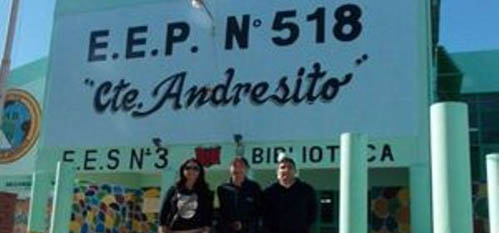 E.E.P. N° 518
"Cte. Andresito"
E.E.S N° 3 BIBLIOTECA